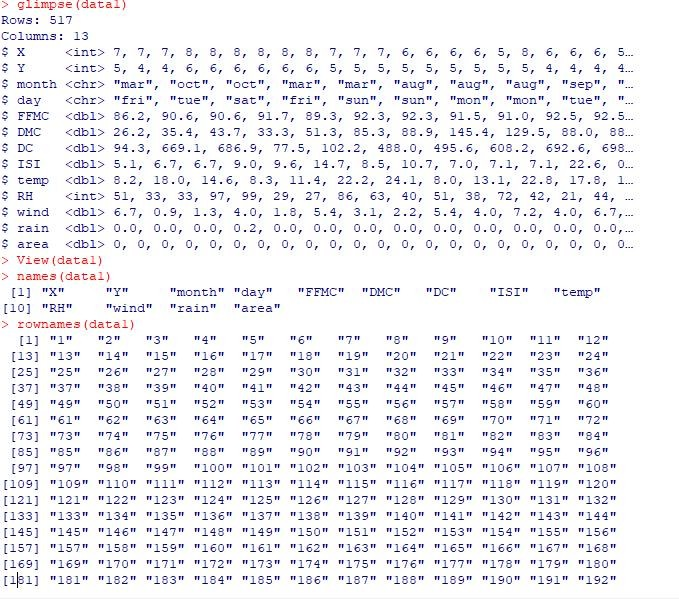 > glimpse(data1)
Rows: 517
Columns: 13
$ X     <int> 7, 7, 7, 8, 8, 8, 8, 8, 8, 7, 7, 7, 6, 6, 6, 6, 5, 8, 6, 6, 6, 5…
$ Y     <int> 5, 4, 4, 6, 6, 6, 6, 6, 6, 5, 5, 5, 5, 5, 5, 5, 5, 5, 4, 4, 4, 4…
$ month <chr> "mar", "oct", "oct", "mar", "mar", "aug", "aug", "aug", "sep", "…
$ day   <chr> "fri", "tue", "sat", "fri", "sun", "sun", "mon", "mon", "tue", "…
$ FFMC  <dbl> 86.2, 90.6, 90.6, 91.7, 89.3, 92.3, 92.3, 91.5, 91.0, 92.5, 92.5…
$ DMC   <dbl> 26.2, 35.4, 43.7, 33.3, 51.3, 85.3, 88.9, 145.4, 129.5, 88.0, 88…
$ DC    <dbl> 94.3, 669.1, 686.9, 77.5, 102.2, 488.0, 495.6, 608.2, 692.6, 698…
$ ISI   <dbl> 5.1, 6.7, 6.7, 9.0, 9.6, 14.7, 8.5, 10.7, 7.0, 7.1, 7.1, 22.6, 0…
$ temp  <dbl> 8.2, 18.0, 14.6, 8.3, 11.4, 22.2, 24.1, 8.0, 13.1, 22.8, 17.8, 1…
$ RH    <int> 51, 33, 33, 97, 99, 29, 27, 86, 63, 40, 51, 38, 72, 42, 21, 44, …
$ wind  <dbl> 6.7, 0.9, 1.3, 4.0, 1.8, 5.4, 3.1, 2.2, 5.4, 4.0, 7.2, 4.0, 6.7,…
$ rain  <dbl> 0.0, 0.0, 0.0, 0.2, 0.0, 0.0, 0.0, 0.0, 0.0, 0.0, 0.0, 0.0, 0.0,…
$ area  <dbl> 0, 0, 0, 0, 0, 0, 0, 0, 0, 0, 0, 0, 0, 0, 0, 0, 0, 0, 0, 0, 0, 0…
> View(data1)
> names(data1)
[1] "X"     "Y"     "month" "day"   "FFMC"  "DMC"   "DC"    "ISI"   "temp"
[10] "RH"    "wind"  "rain"  "area"
> rownames(data1)
[1] "1" "2" "3" "4" "5" "6" "7" "8" "9" "10" "11" "12"
[13] "13" "14" "15" "16" "17" "18" "19" "20" "21" "22" "23" "24"
[25] "25" "26" "27" "28" "29" "30" "31" "32" "33" "34" "35" "36"
[37] "37" "38" "39" "40" "41" "42" "43" "44" "45" "46" "47" "48"
[49] "49" "50" "51" "52" "53" "54" "55" "56" "57" "58" "59" "60"
[61] "61" "62" "63" "64" "65" "66" "67" "68" "69" "70" "71" "72"
[73] "73" "74" "75" "76" "77" "78" "79" "80" "81" "82" "83" "84"
[85] "85" "86" "87" "88" "89" "90" "91" "92" "93" "94" "95" "96"
[97] "97" "98" "99" "100" "101" "102" "103" "104" "105" "106" "107" "108"
[109] "109" "110" "111" "112" "113" "114" "115" "116" "117" "118" "119" "120"
[121] "121" "122" "123" "124" "125" "126" "127" "128" "129" "130" "131" "132"
[133] "133" "134" "135" "136" "137" "138" "139" "140" "141" "142" "143" "144"
[145] "145" "146" "147" "148" "149" "150" "151" "152" "153" "154" "155" "156"
[157] "157" "158" "159" "160" "161" "162" "163" "164" "165" "166" "167" "168"
[169] "169" "170" "171" "172" "173" "174" "175" "176" "177" "178" "179" "180"
[181] "181" "182" "183" "184" "185" "186" "187" "188" "189" "190" "191" "192"